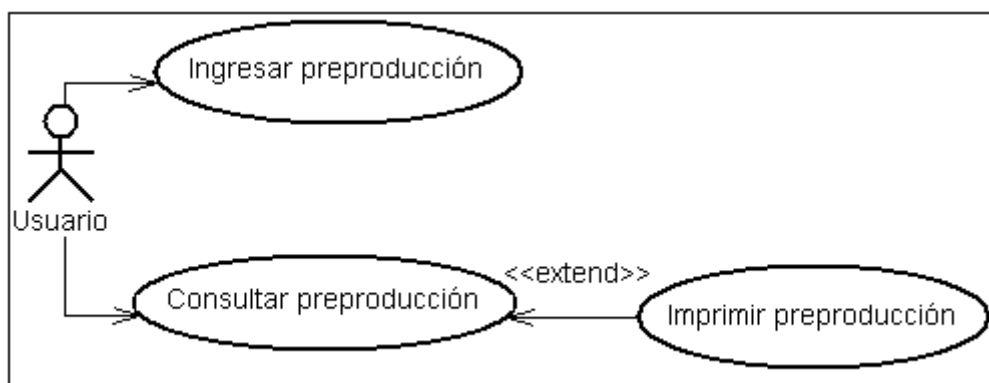 Ingresar preproducción
Usuario
<<extend>>
Consultar preproducción
Imprimir preproducción